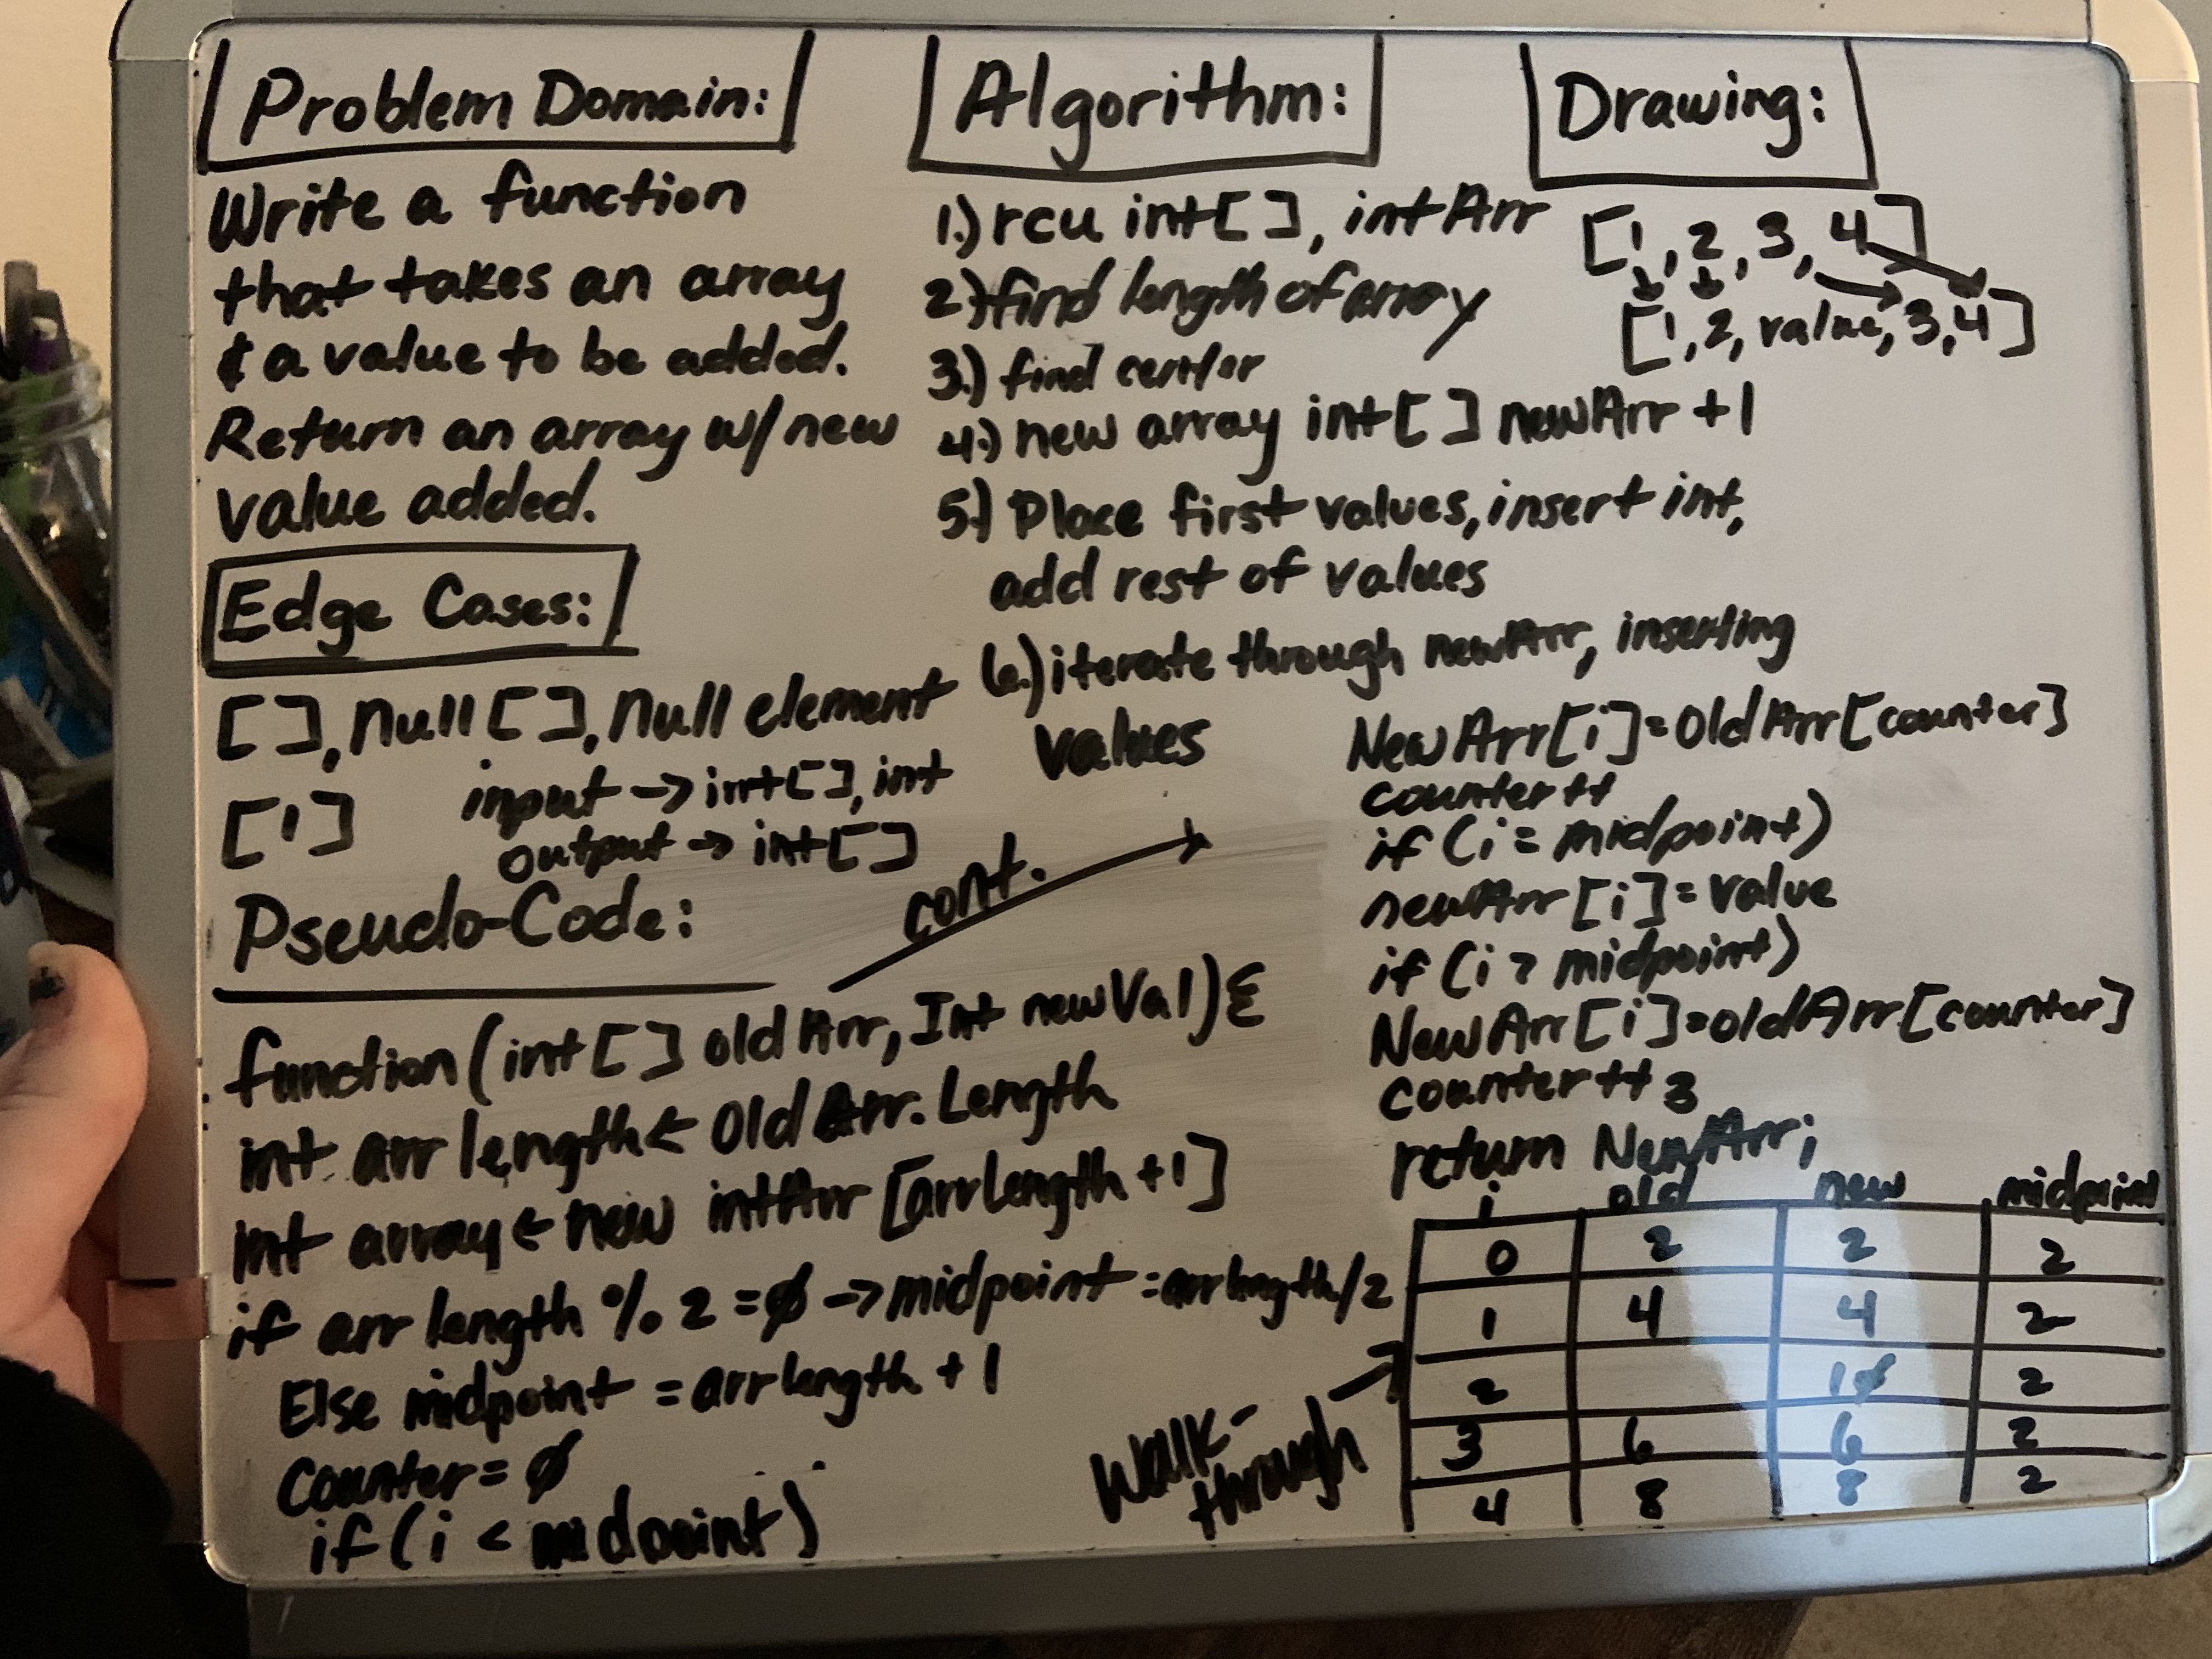 Problem Domain:
Write a function
that takes an array
& a value to be added.
Return an array w/ new
value added.
Edge Cases:
[ ], Null [ ], Null element
[1]
input → int[ ], int
output → int[ ]
Algorithm:
1.) rcu int[ ], intArr
2.) find length of array
3.) find center
4.) new array int[ ] newArr +1
5.) Place first values, insert int,
add rest of values
6.) iterate through newArr, inserting
values
Drawing:
[1, 2, 3, 4]
[1, 2, value, 3, 4]
Pseudo-Code:
cont.
function (int [ ] old Arr, Int newVal) {
int arr length ← Old Arr. Length
int array ← new intArr [arrlength +1]
if arr length % 2 = 0 → midpoint = arrlength/2
Else midpoint = arrlength + 1
Counter = 0
if (i < midpoint)
NewArr[i] = OldArr[counter]
counter++
if (i = midpoint)
newArr [i] = value
if (i > midpoint)
NewArr [i] = oldArr[counter]
counter++ }
return NewArr;
Walk-
through
i old new midpoint
0 2 2 2
1 4 4 2
2 10 2
3 6 6 2
4 8 8 2